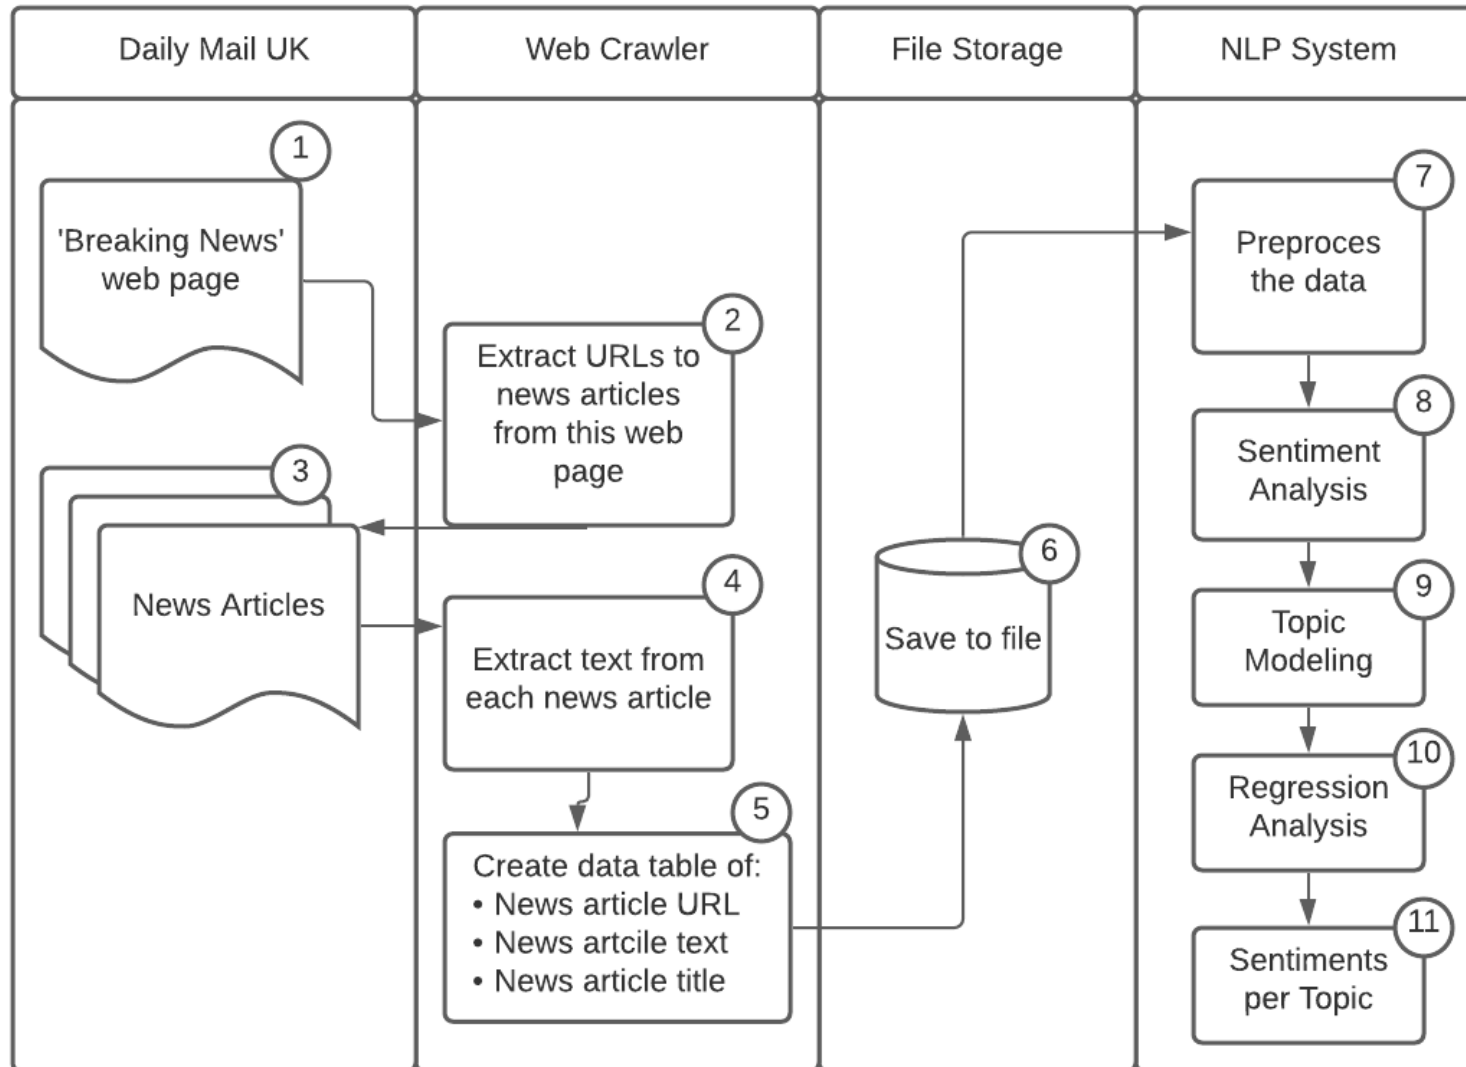 Daily Mail UK
Web Crawler
File Storage
NLP System
1
'Breaking News'
web page
2
Extract URLs to
news articles
from this web
page
3
News Articles
4
Extract text from
each news article
5
Create data table of:
• News article URL
• News artcile text
• News article title
6
Save to file
7
Preproces
the data
8
Sentiment
Analysis
9
Topic
Modeling
10
Regression
Analysis
11
Sentiments
per Topic